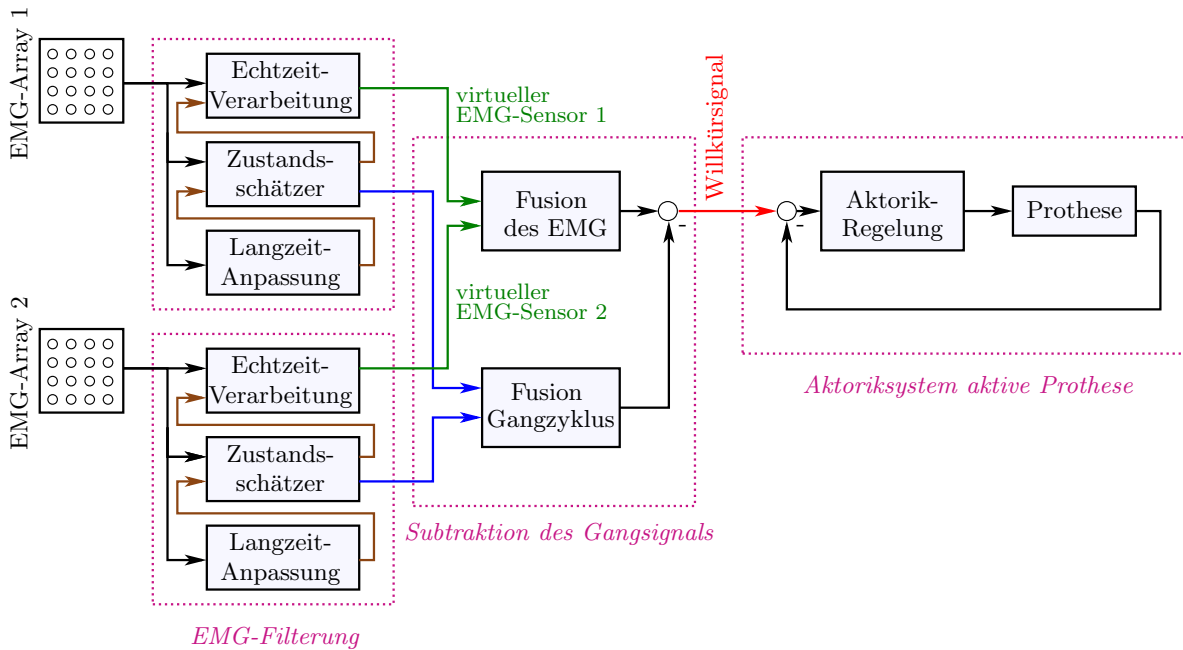 EMG-Array 1
Echtzeit-
Verarbeitung
Zustands-
schätzer
Langzeit-
Anpassung
EMG-Array 2
Echtzeit-
Verarbeitung
Zustands-
schätzer
Langzeit-
Anpassung
EMG-Filterung
virtueller
EMG-Sensor 1
Fusion
des EMG
-
virtueller
EMG-Sensor 2
Fusion
Gangzyklus
Subtraktion des Gangsignals
Willkürsignal
-
Aktorik-
Regelung
Prothese
Aktoriksystem aktive Prothese